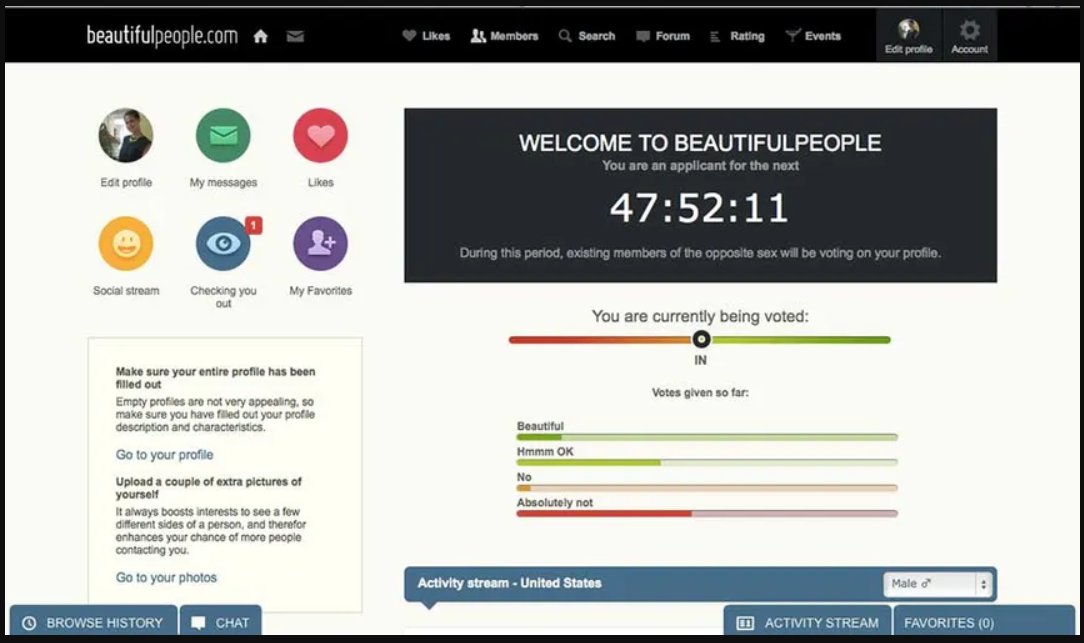 beautifulpeople.com
Likes
Members
Search
Forum
Rating
Events
Edit profile
Account
Edit profile
My messages
Likes
Social stream
1
Checking you
out
My Favorites
Make sure your entire profile has been
filled out
Empty profiles are not very appealing, so
make sure you have filled out your profile
description and characteristics.
Go to your profile
Upload a couple of extra pictures of
yourself
It always boosts interests to see a few
different sides of a person, and therefor
enhances your chance of more people
contacting you.
Go to your photos
WELCOME TO BEAUTIFULPEOPLE
You are an applicant for the next
47:52:11
During this period, existing members of the opposite sex will be voting on your profile.
You are currently being voted:
IN
Votes given so far:
Beautiful
Hmmm OK
No
Absolutely not
Activity stream - United States
Male ♂
BROWSE HISTORY
CHAT
ACTIVITY STREAM
FAVORITES (0)